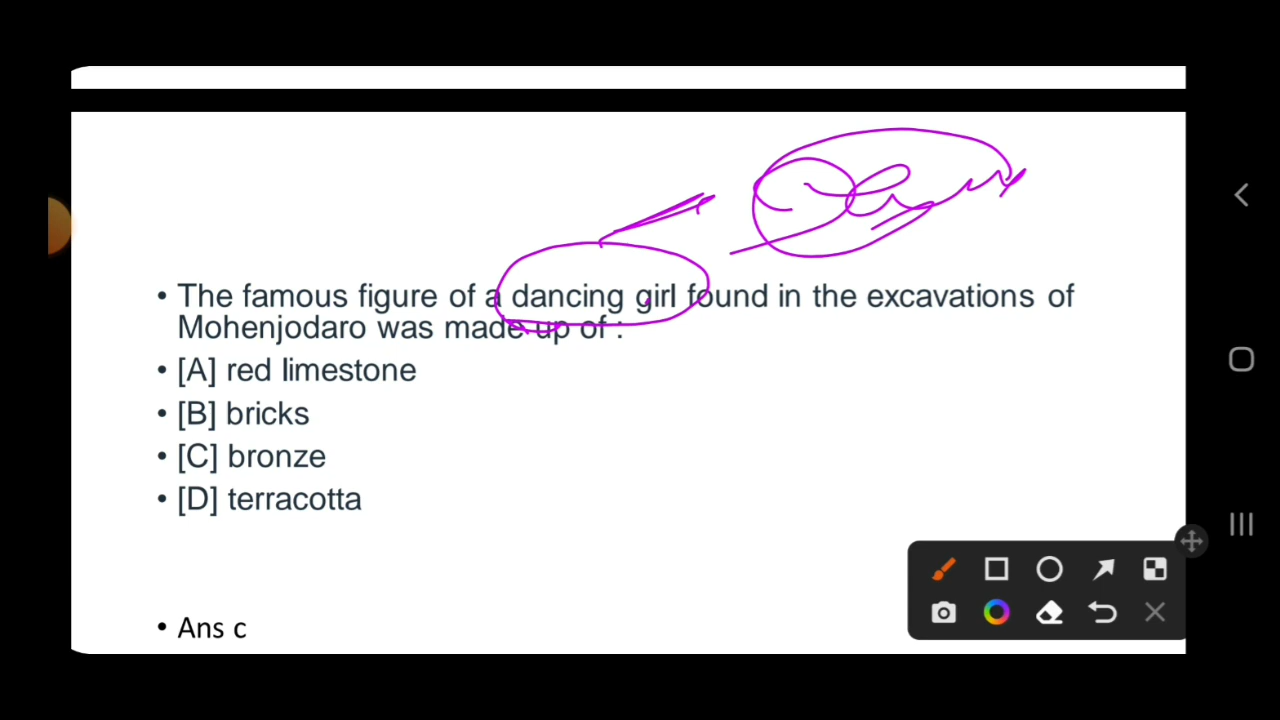 • The famous figure of a dancing girl found in the excavations of
Mohenjodaro was made up of :
• [A] red limestone
• [B] bricks
• [C] bronze
• [D] terracotta
• Ans c